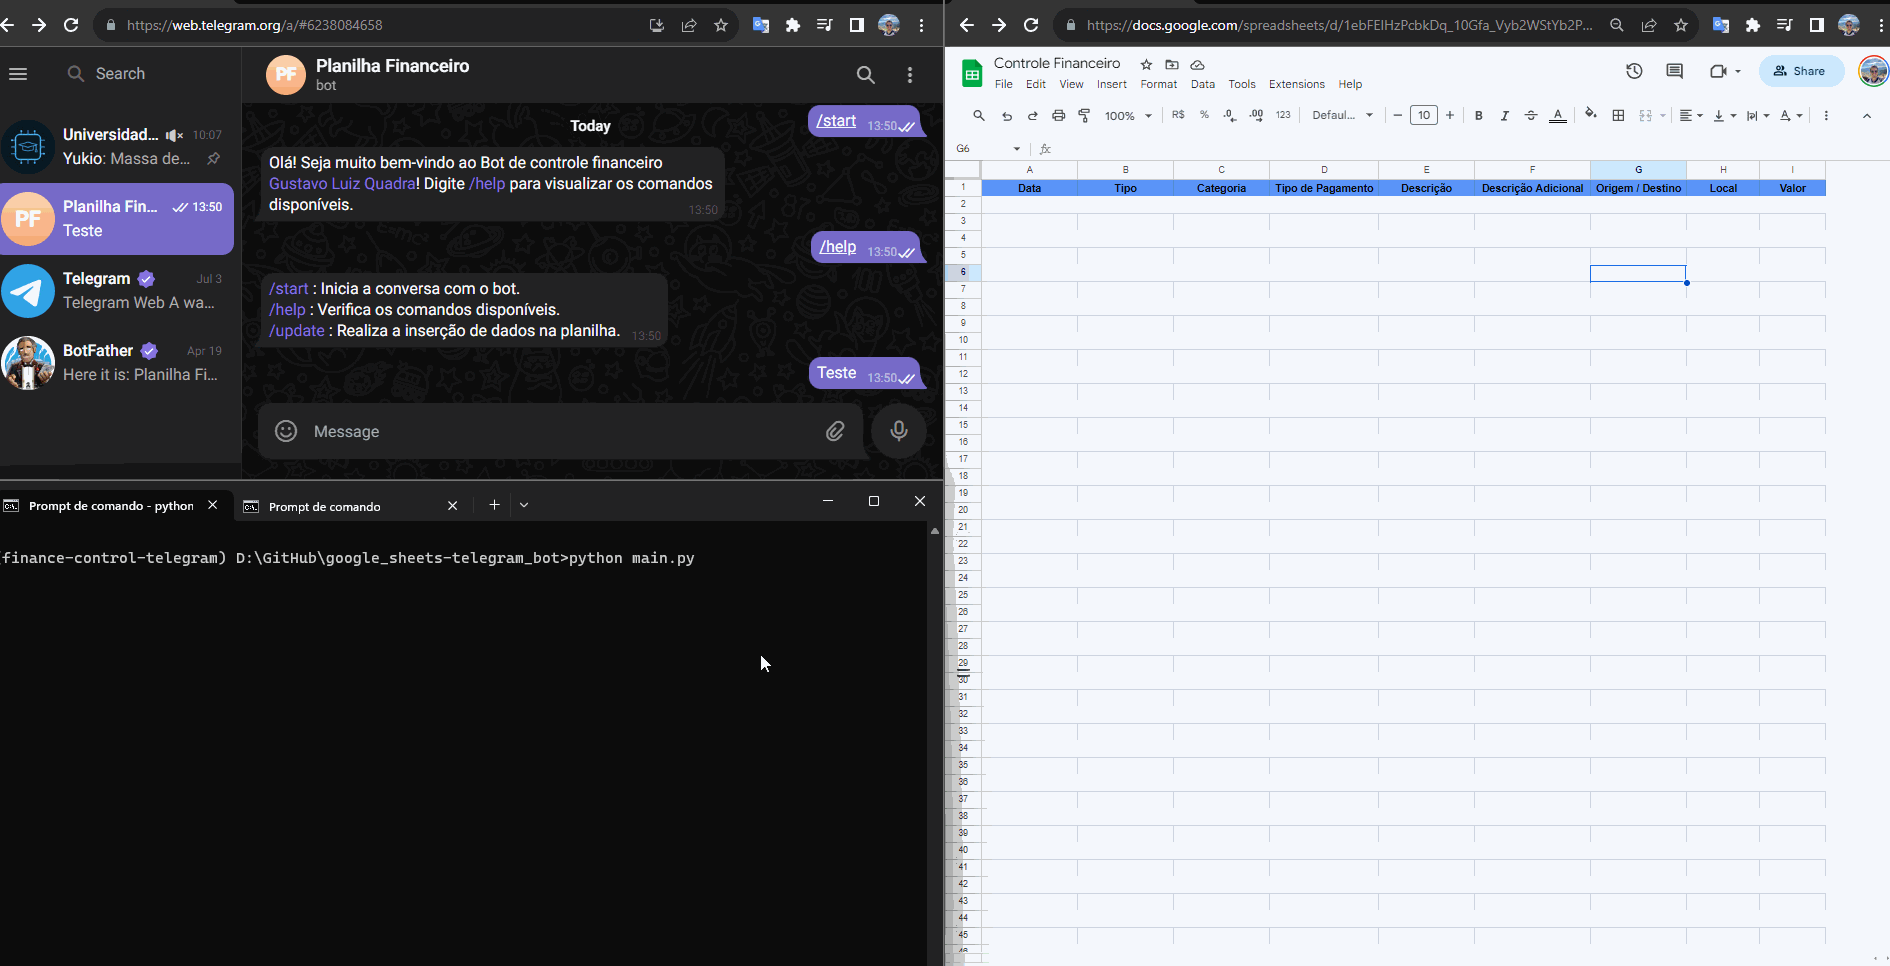 https://web.telegram.org/a/#6238084658
Search
Universidad... 10:07
Yukio: Massa de...
PF
Planilha Fin... 13:50
Teste
Telegram Jul 3
Telegram Web A wa...
BotFather Apr 19
Here it is: Planilha Fi...
PF
Planilha Financeiro
bot
Today
/start 13:50
Olá! Seja muito bem-vindo ao Bot de controle financeiro
Gustavo Luiz Quadra! Digite /help para visualizar os comandos
disponíveis. 13:50
/help 13:50
/start : Inicia a conversa com o bot.
/help : Verifica os comandos disponíveis.
/update : Realiza a inserção de dados na planilha. 13:50
Teste 13:50
Message
Prompt de comando - python
Prompt de comando
(finance-control-telegram) D:\GitHub\google_sheets-telegram_bot>python main.py
https://docs.google.com/spreadsheets/d/1ebFEIHzPcbkDq_10Gfa_Vyb2WStYb2P...
Controle Financeiro
File Edit View Insert Format Data Tools Extensions Help
Share
100% R$ % .0 .00 123 Defaul... 10 B I A
G6 fx
A B C D E F G H I
1 Data Tipo Categoria Tipo de Pagamento Descrição Descrição Adicional Origem / Destino Local Valor
2
3
4
5
6
7
8
9
10
11
12
13
14
15
16
17
18
19
20
21
22
23
24
25
26
27
28
29
30
31
32
33
34
35
36
37
38
39
40
41
42
43
44
45
46